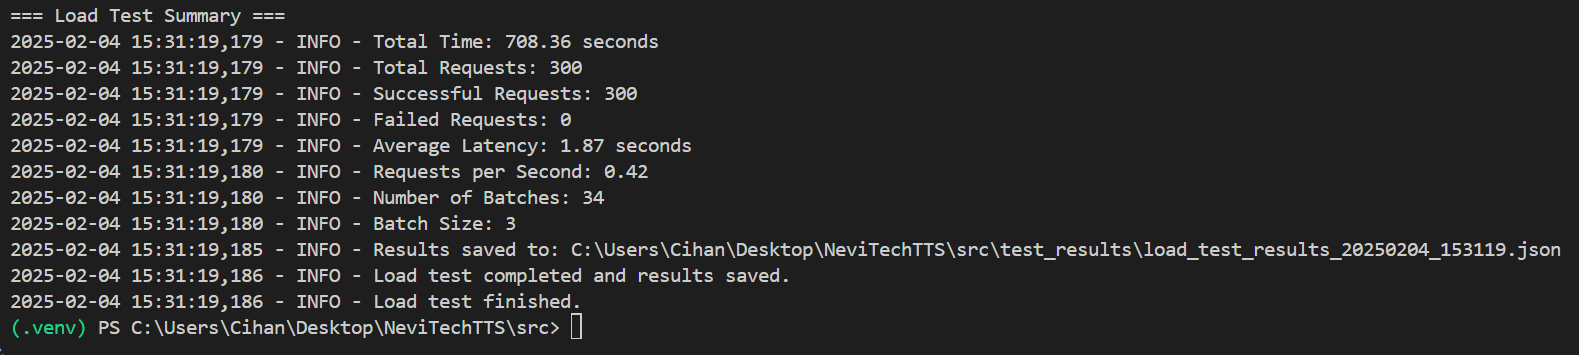 === Load Test Summary ===
2025-02-04 15:31:19,179 - INFO - Total Time: 708.36 seconds
2025-02-04 15:31:19,179 - INFO - Total Requests: 300
2025-02-04 15:31:19,179 - INFO - Successful Requests: 300
2025-02-04 15:31:19,179 - INFO - Failed Requests: 0
2025-02-04 15:31:19,179 - INFO - Average Latency: 1.87 seconds
2025-02-04 15:31:19,180 - INFO - Requests per Second: 0.42
2025-02-04 15:31:19,180 - INFO - Number of Batches: 34
2025-02-04 15:31:19,180 - INFO - Batch Size: 3
2025-02-04 15:31:19,185 - INFO - Results saved to: C:\Users\Cihan\Desktop\NeviTechTTS\src\test_results\load_test_results_20250204_153119.json
2025-02-04 15:31:19,186 - INFO - Load test completed and results saved.
2025-02-04 15:31:19,186 - INFO - Load test finished.
(.venv) PS C:\Users\Cihan\Desktop\NeviTechTTS\src>